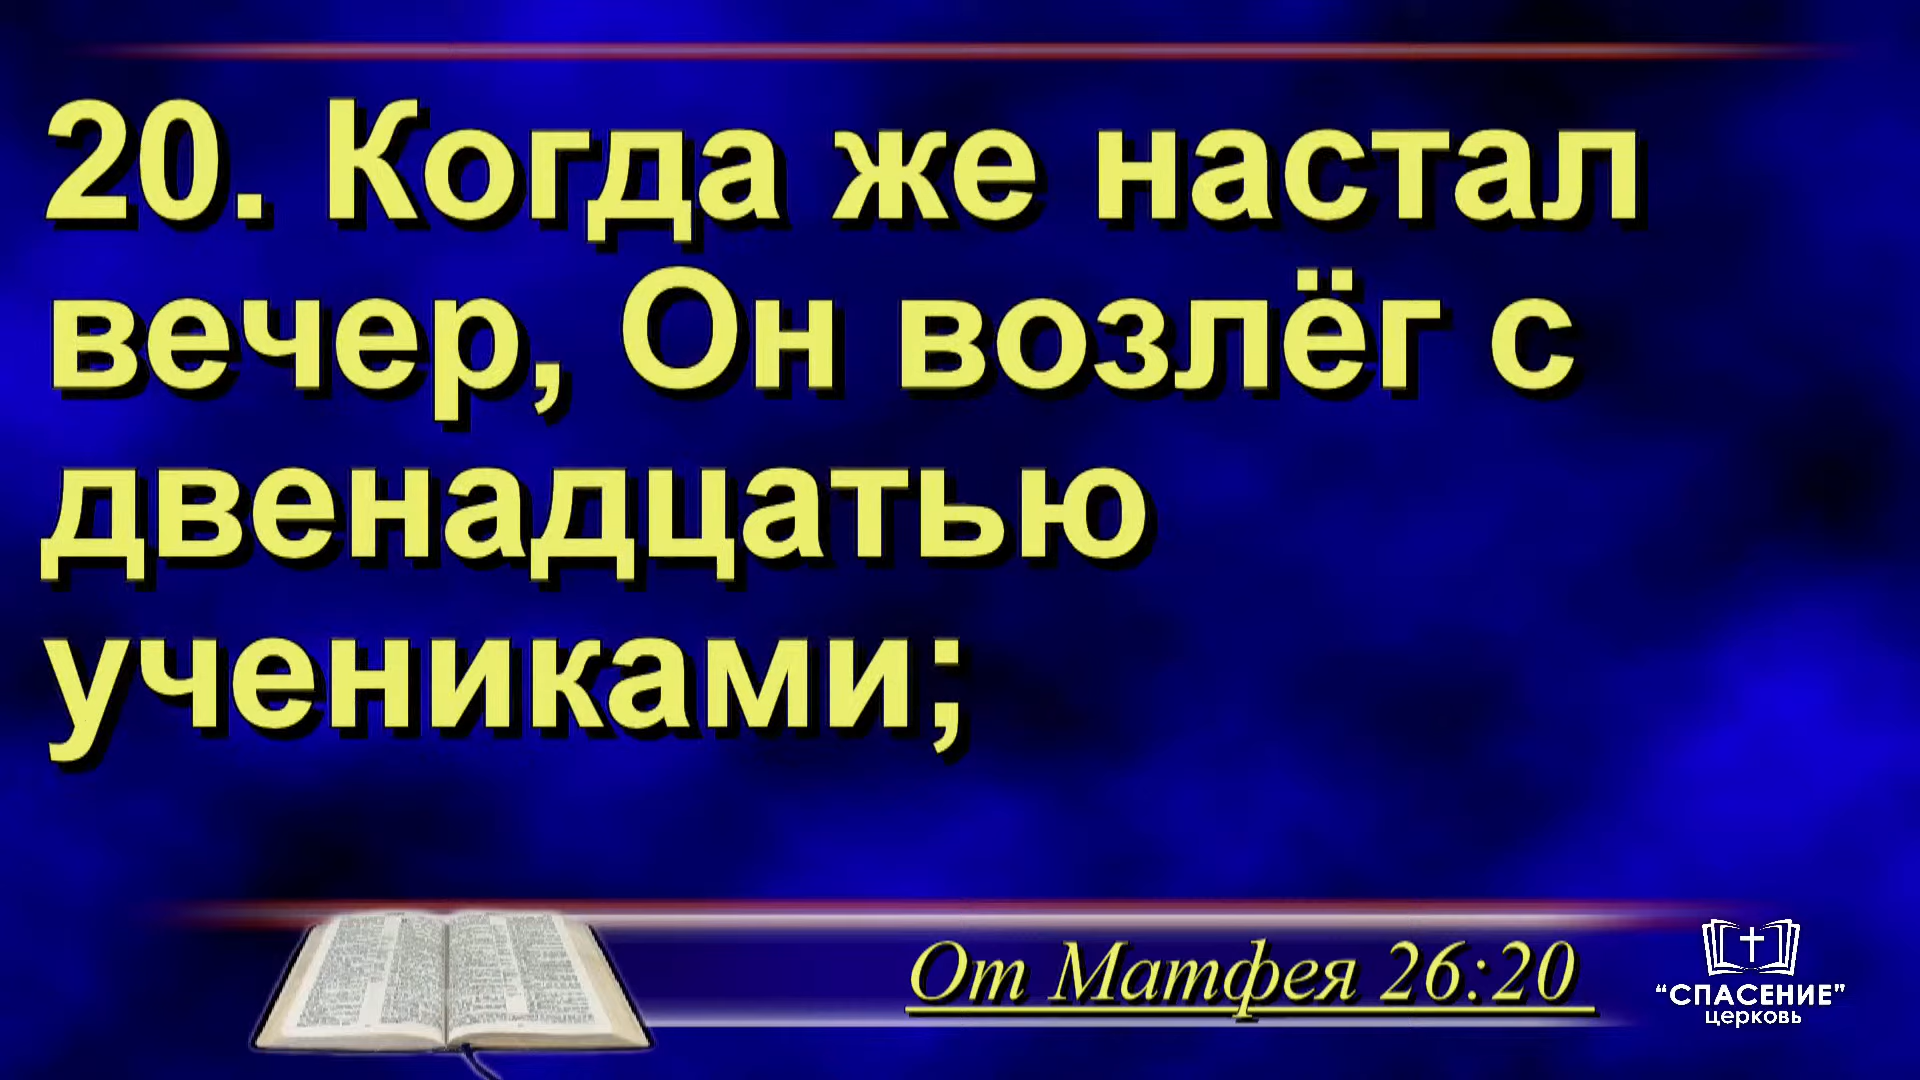 20. Когда же настал
вечер, Он возлёг с
двенадцатью
учениками;
От Матфея 26:20
“СПАСЕНИЕ”
церковь